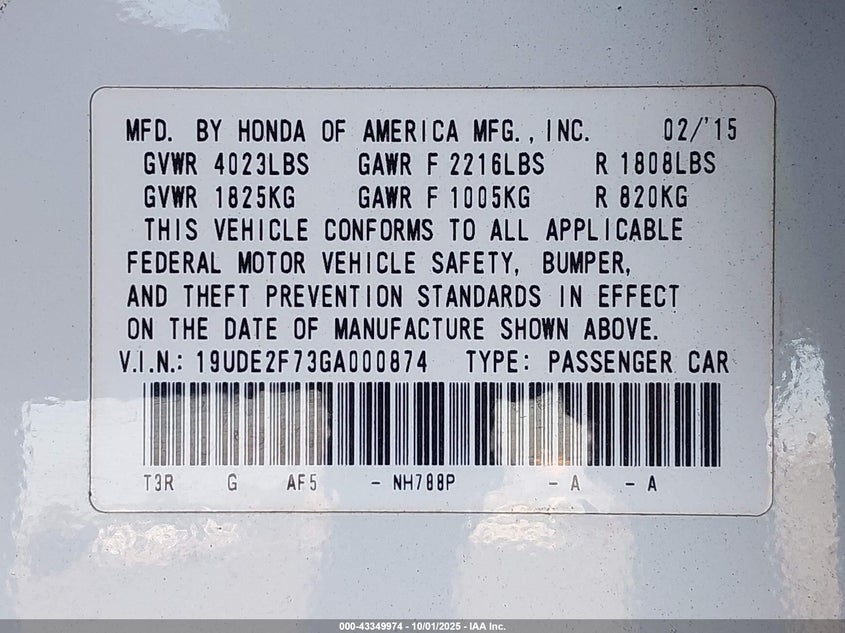 MFD. BY HONDA OF AMERICA MFG., INC. 02/'15
GVWR 4023LBS GAWR F 2216LBS R 1808LBS
GVWR 1825KG GAWR F 1005KG R 820KG
THIS VEHICLE CONFORMS TO ALL APPLICABLE
FEDERAL MOTOR VEHICLE SAFETY, BUMPER,
AND THEFT PREVENTION STANDARDS IN EFFECT
ON THE DATE OF MANUFACTURE SHOWN ABOVE.
V.I.N.: 19UDE2F73GA000874 TYPE: PASSENGER CAR
T3R G AF5 - NH788P - A - A
000-43349974 - 10/01/2025 - IAA Inc.